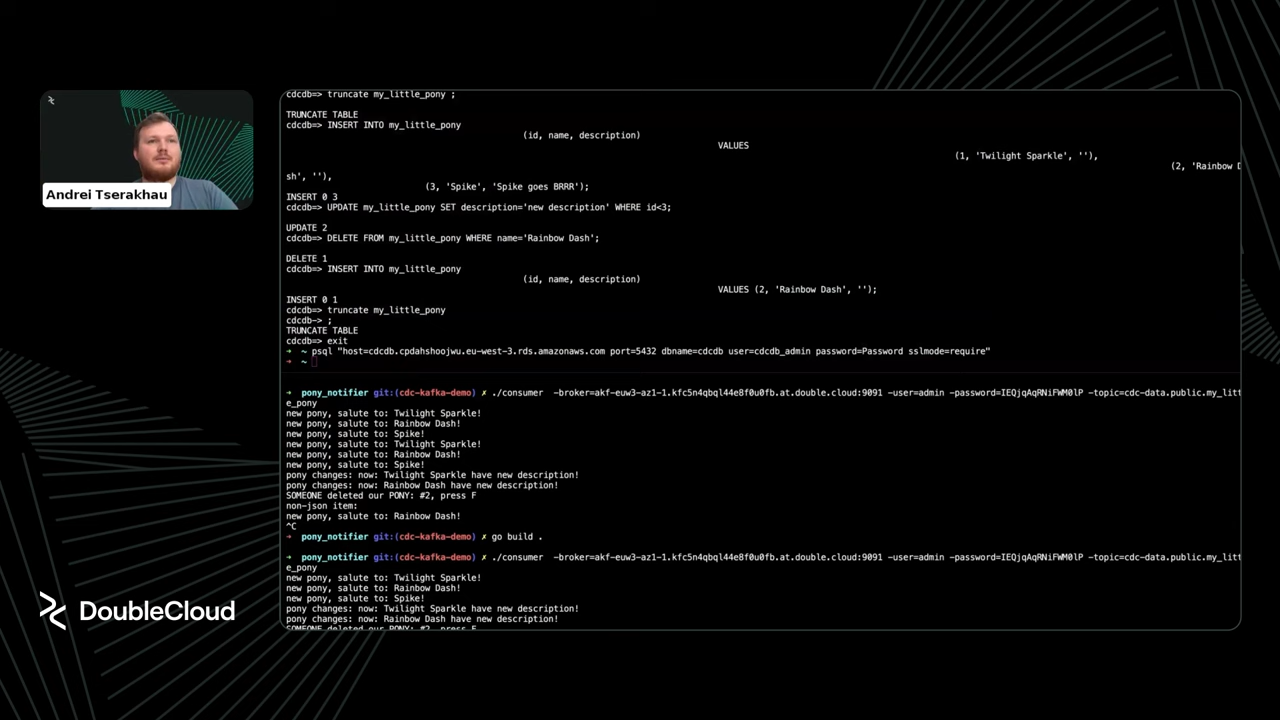 cdcdb=> truncate my_little_pony ;
TRUNCATE TABLE
cdcdb=> INSERT INTO my_little_pony
(id, name, description)
VALUES
(1, 'Twilight Sparkle', ''),
(2, 'Rainbow D
sh', ''),
(3, 'Spike', 'Spike goes BRRR');
INSERT 0 3
cdcdb=> UPDATE my_little_pony SET description='new description' WHERE id<3;
UPDATE 2
cdcdb=> DELETE FROM my_little_pony WHERE name='Rainbow Dash';
DELETE 1
cdcdb=> INSERT INTO my_little_pony
(id, name, description)
VALUES (2, 'Rainbow Dash', '');
INSERT 0 1
cdcdb=> truncate my_little_pony
cdcdb-> ;
TRUNCATE TABLE
cdcdb=> exit
→ ~ psql "host=cdcdb.cpdahshoojwu.eu-west-3.rds.amazonaws.com port=5432 dbname=cdcdb user=cdcdb_admin password=Password sslmode=require"
→ ~
→ pony_notifier git:(cdc-kafka-demo) ✗ ./consumer -broker=akf-euw3-az1-1.kfc5n4qbql44e8f0u0fb.at.double.cloud:9091 -user=admin -password=IEQjqAqRNiFWM0lP -topic=cdc-data.public.my_litt
e_pony
new pony, salute to: Twilight Sparkle!
new pony, salute to: Rainbow Dash!
new pony, salute to: Spike!
new pony, salute to: Twilight Sparkle!
new pony, salute to: Rainbow Dash!
new pony, salute to: Spike!
pony changes: now: Twilight Sparkle have new description!
pony changes: now: Rainbow Dash have new description!
SOMEONE deleted our PONY: #2, press F
non-json item:
new pony, salute to: Rainbow Dash!
^C
→ pony_notifier git:(cdc-kafka-demo) ✗ go build .
→ pony_notifier git:(cdc-kafka-demo) ✗ ./consumer -broker=akf-euw3-az1-1.kfc5n4qbql44e8f0u0fb.at.double.cloud:9091 -user=admin -password=IEQjqAqRNiFWM0lP -topic=cdc-data.public.my_litt
e_pony
new pony, salute to: Twilight Sparkle!
new pony, salute to: Rainbow Dash!
new pony, salute to: Spike!
pony changes: now: Twilight Sparkle have new description!
pony changes: now: Rainbow Dash have new description!
SOMEONE deleted our PONY: #2, press F
Andrei Tserakhau
DoubleCloud